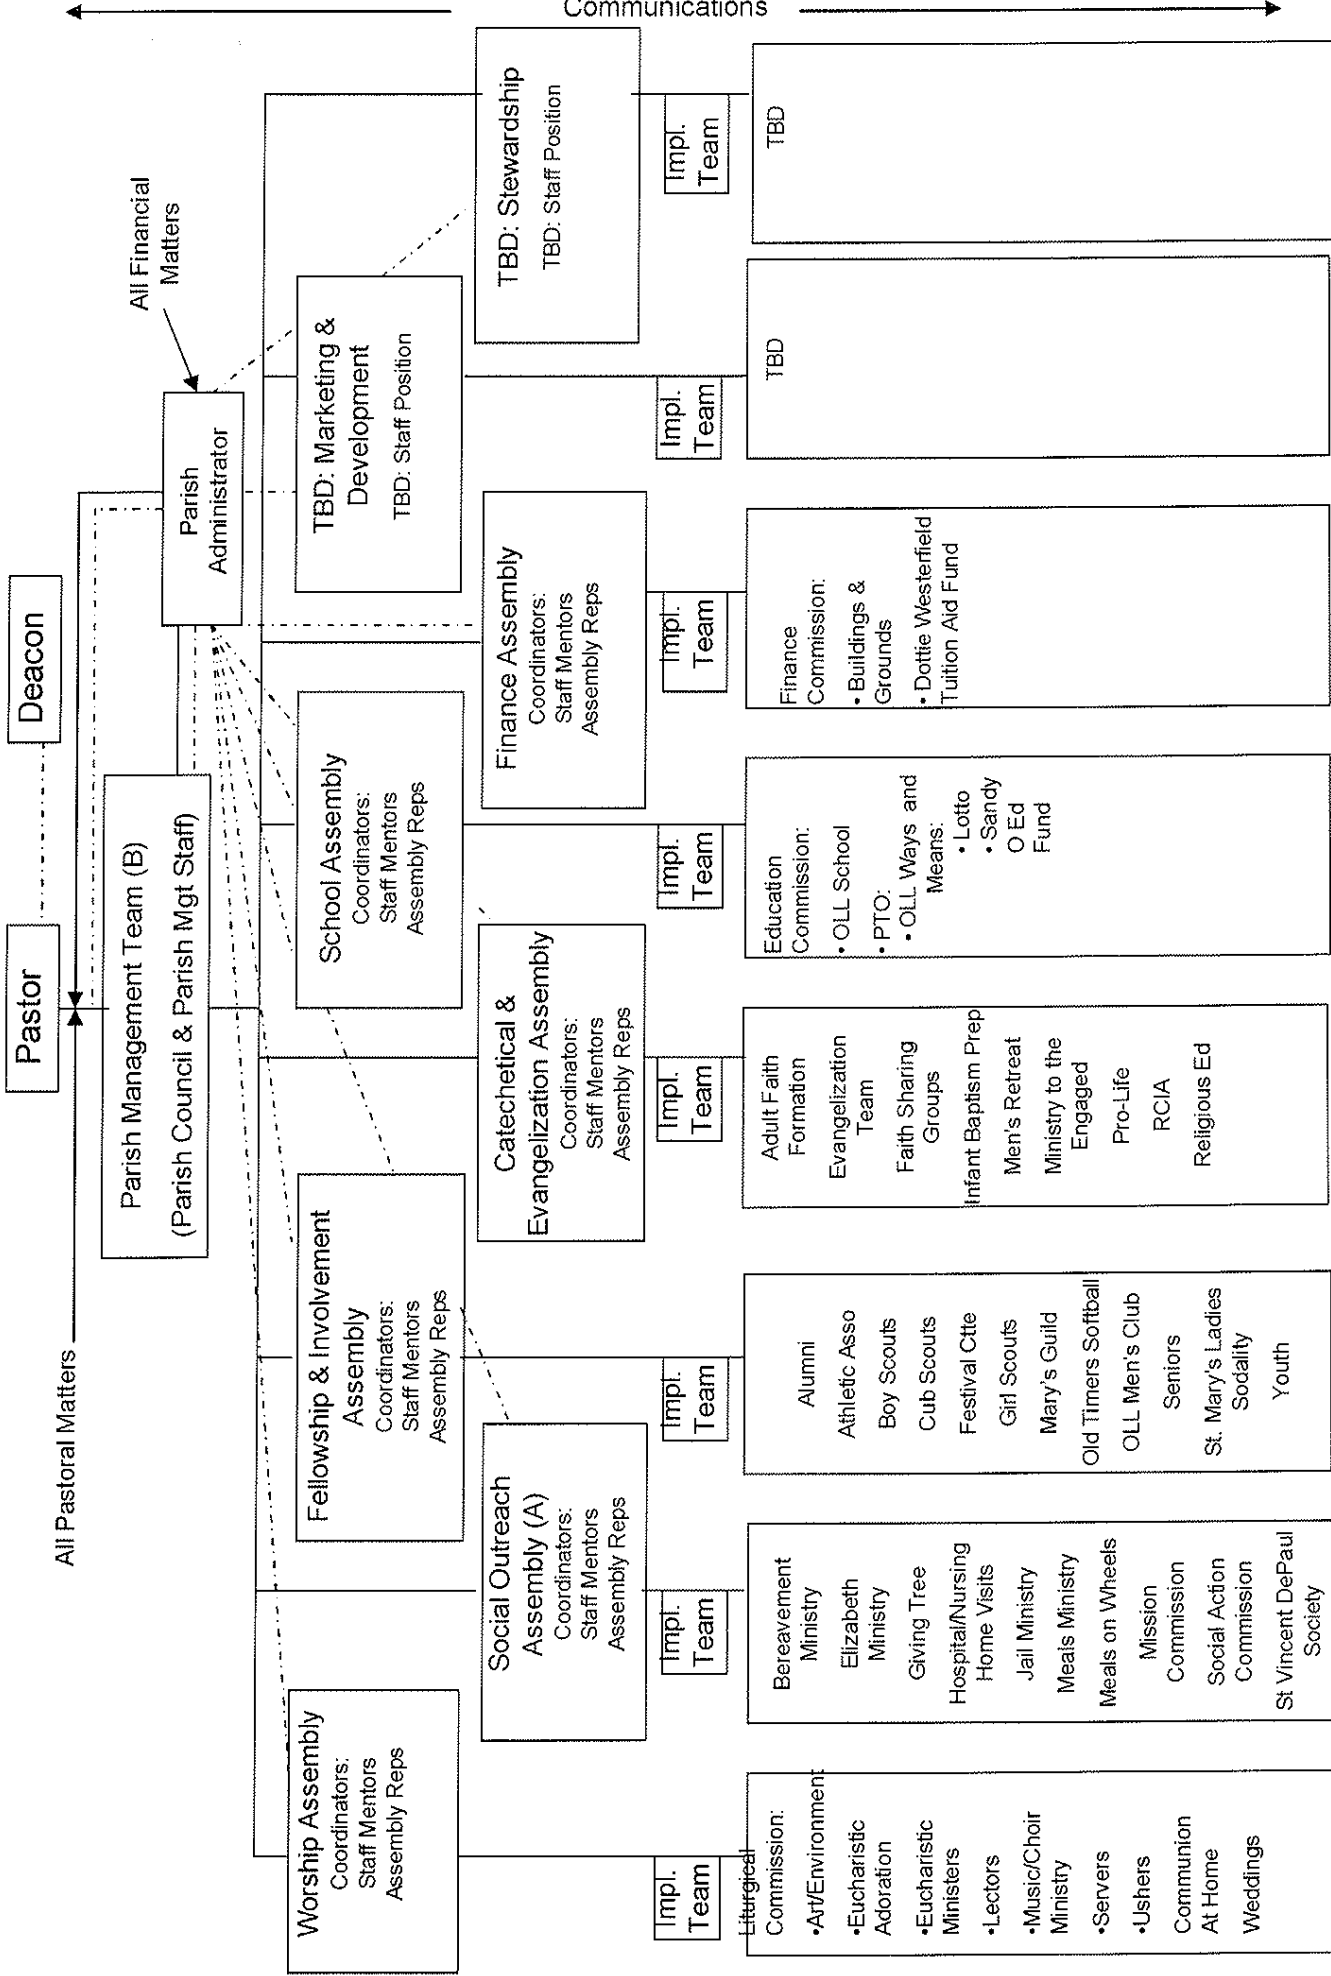 Communications
Pastor
Deacon
All Pastoral Matters
Parish Management Team (B)
(Parish Council & Parish Mgt Staff)
Parish
Administrator
All Financial
Matters
Worship Assembly
Coordinators:
Staff Mentors
Assembly Reps
Fellowship & Involvement
Assembly
Coordinators:
Staff Mentors
Assembly Reps
School Assembly
Coordinators:
Staff Mentors
Assembly Reps
TBD: Marketing &
Development
TBD: Staff Position
Social Outreach
Assembly (A)
Coordinators:
Staff Mentors
Assembly Reps
Catechetical &
Evangelization Assembly
Coordinators:
Staff Mentors
Assembly Reps
Finance Assembly
Coordinators:
Staff Mentors
Assembly Reps
TBD: Stewardship
TBD: Staff Position
Impl.
Team
Impl.
Team
Impl.
Team
Impl.
Team
Impl.
Team
Impl.
Team
Impl.
Team
Impl.
Team
Liturgical
Commission:
•Art/Environment
•Eucharistic
Adoration
•Eucharistic
Ministers
•Lectors
•Music/Choir
Ministry
•Servers
•Ushers
Communion
At Home
Weddings
Bereavement
Ministry
Elizabeth
Ministry
Giving Tree
Hospital/Nursing
Home Visits
Jail Ministry
Meals Ministry
Meals on Wheels
Mission
Commission
Social Action
Commission
St Vincent DePaul
Society
Alumni
Athletic Asso
Boy Scouts
Cub Scouts
Festival Ctte
Girl Scouts
Mary's Guild
Old Timers Softball
OLL Men's Club
Seniors
St. Mary's Ladies
Sodality
Youth
Adult Faith
Formation
Evangelization
Team
Faith Sharing
Groups
Infant Baptism Prep
Men's Retreat
Ministry to the
Engaged
Pro-Life
RCIA
Religious Ed
Education
Commission:
• OLL School
• PTO:
• OLL Ways and
Means:
• Lotto
• Sandy
O Ed
Fund
Finance
Commission:
• Buildings &
Grounds
• Dottie Westerfield
Tuition Aid Fund
TBD
TBD